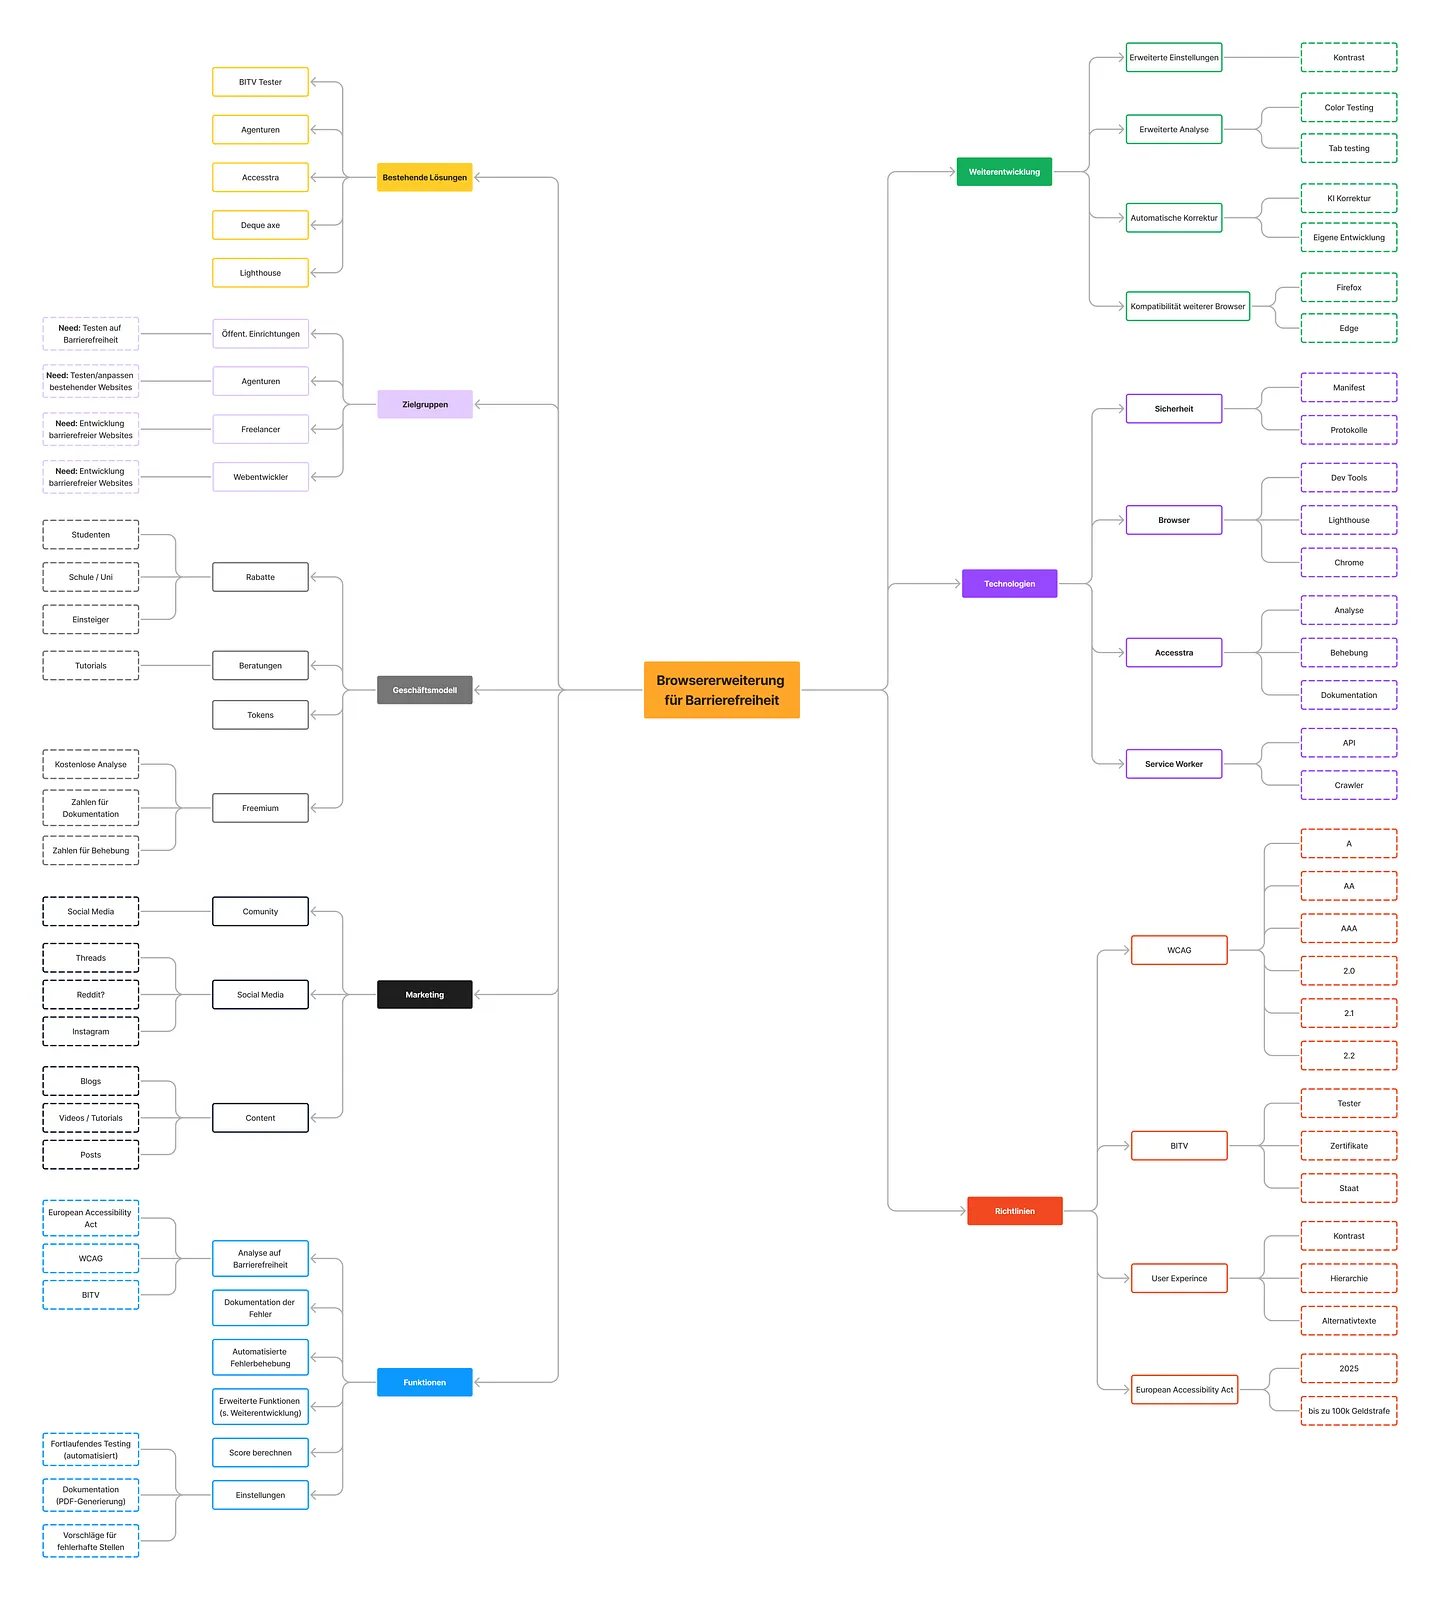 Browsererweiterung
für Barrierefreiheit
Bestehende Lösungen
BITV Tester
Agenturen
Accesstra
Deque axe
Lighthouse
Zielgruppen
Öffent. Einrichtungen
Need: Testen auf
Barrierefreiheit
Agenturen
Need: Testen/anpassen
bestehender Websites
Freelancer
Need: Entwicklung
barrierefreier Websites
Webentwickler
Need: Entwicklung
barrierefreier Websites
Geschäftsmodell
Rabatte
Studenten
Schule / Uni
Einsteiger
Beratungen
Tutorials
Tokens
Freemium
Kostenlose Analyse
Zahlen für
Dokumentation
Zahlen für Behebung
Marketing
Comunity
Social Media
Social Media
Threads
Reddit?
Instagram
Content
Blogs
Videos / Tutorials
Posts
Funktionen
Analyse auf
Barrierefreiheit
European Accessibility
Act
WCAG
BITV
Dokumentation der
Fehler
Automatisierte
Fehlerbehebung
Erweiterte Funktionen
(s. Weiterentwicklung)
Score berechnen
Einstellungen
Fortlaufendes Testing
(automatisiert)
Dokumentation
(PDF-Generierung)
Vorschläge für
fehlerhafte Stellen
Weiterentwicklung
Erweiterte Einstellungen
Kontrast
Erweiterte Analyse
Color Testing
Tab testing
Automatische Korrektur
KI Korrektur
Eigene Entwicklung
Kompatibilität weiterer Browser
Firefox
Edge
Technologien
Sicherheit
Manifest
Protokolle
Browser
Dev Tools
Lighthouse
Chrome
Accesstra
Analyse
Behebung
Dokumentation
Service Worker
API
Crawler
Richtlinien
WCAG
A
AA
AAA
2.0
2.1
2.2
BITV
Tester
Zertifikate
Staat
User Experince
Kontrast
Hierarchie
Alternativtexte
European Accessibility Act
2025
bis zu 100k Geldstrafe